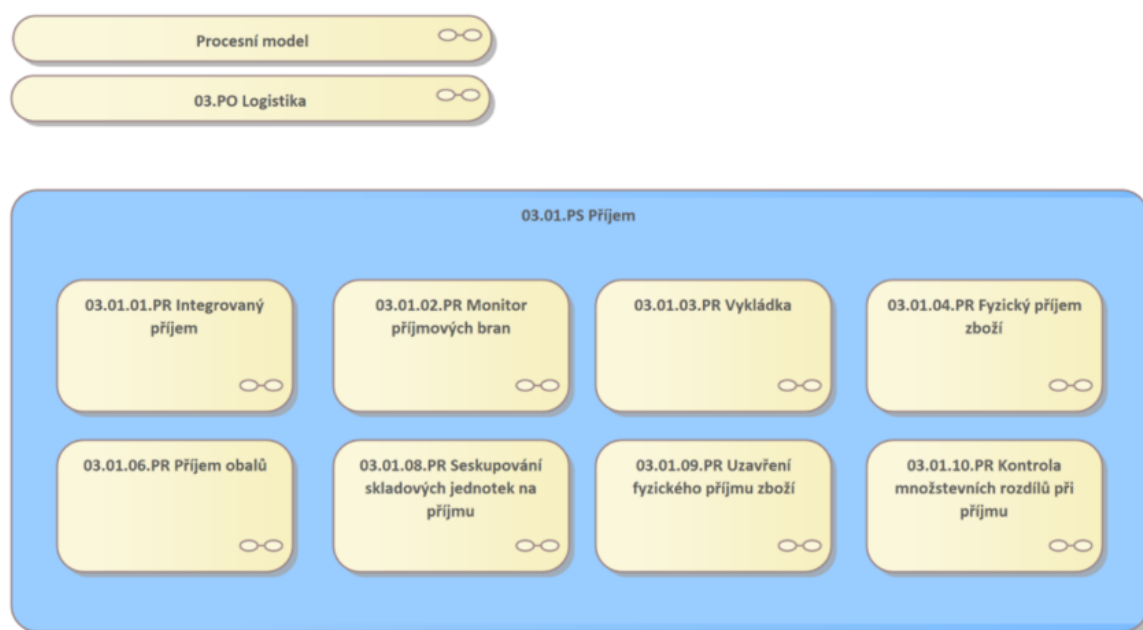 Procesní model
03.PO Logistika
03.01.PS Příjem
03.01.01.PR Integrovaný
příjem
03.01.02.PR Monitor
příjmových bran
03.01.03.PR Vykládka
03.01.04.PR Fyzický příjem
zboží
03.01.06.PR Příjem obalů
03.01.08.PR Seskupování
skladových jednotek na
příjmu
03.01.09.PR Uzavření
fyzického příjmu zboží
03.01.10.PR Kontrola
množstevních rozdílů při
příjmu